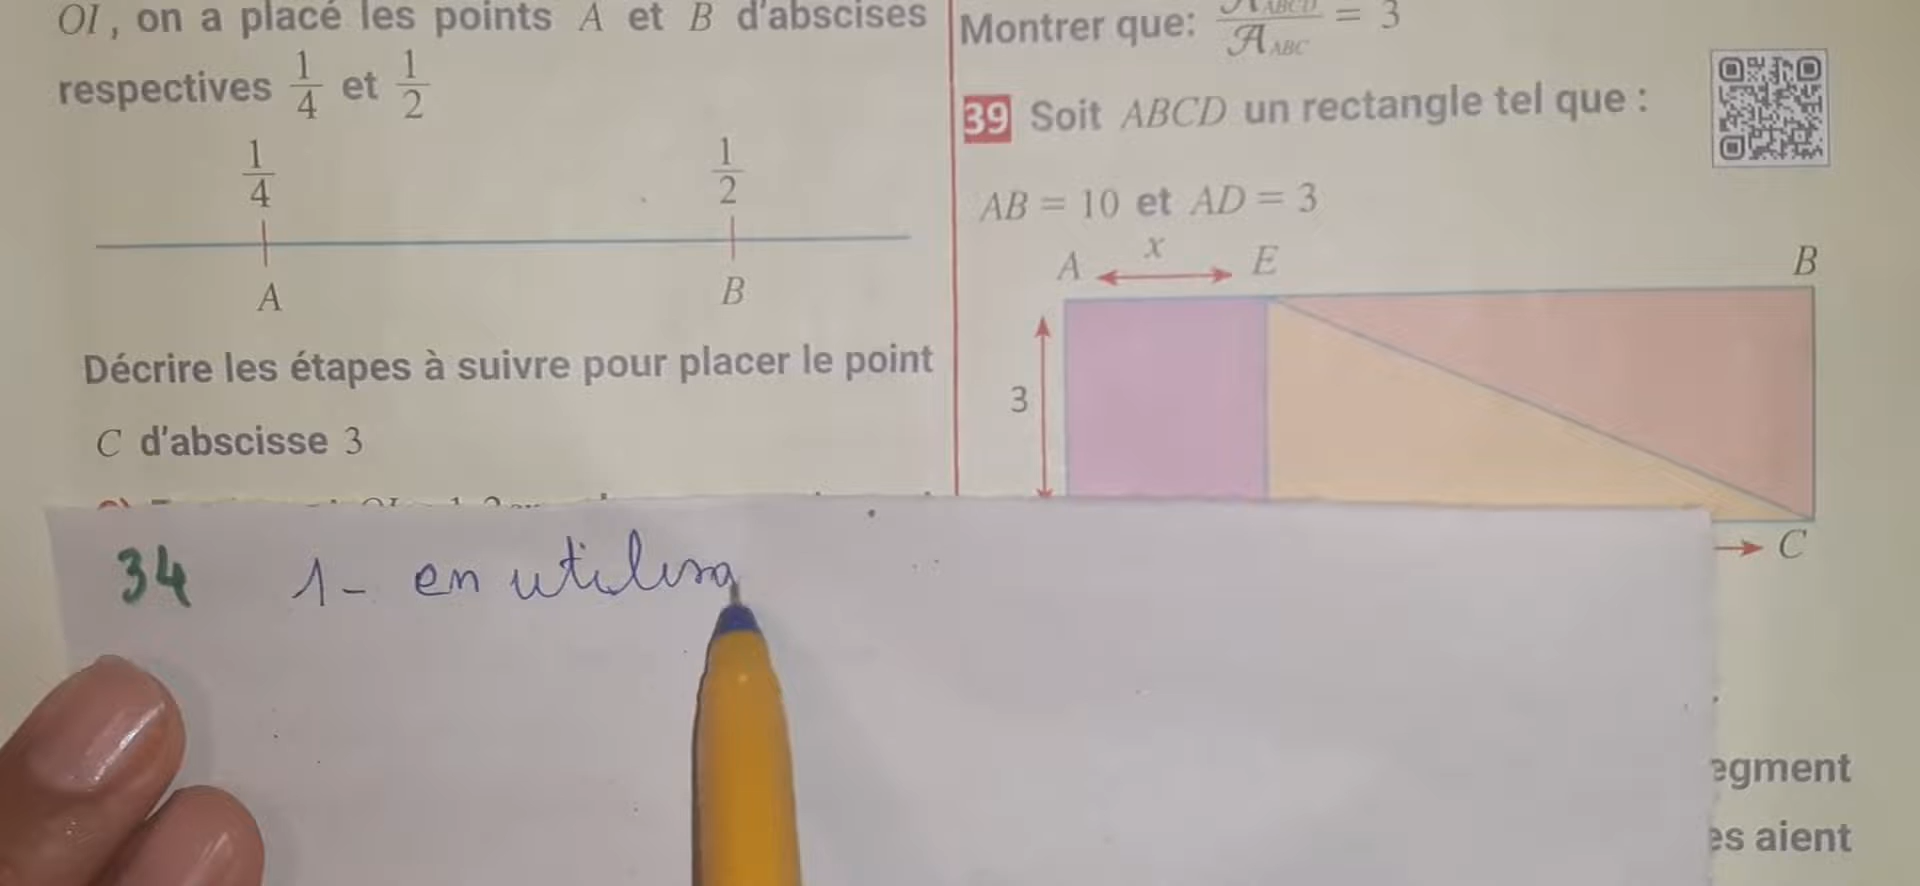 OI, on a placé les points A et B d'abscises
respectives 1/4 et 1/2
1/4
1/2
A
B
Décrire les étapes à suivre pour placer le point
C d'abscisse 3
Montrer que: 𝒜ABCD/𝒜ABC = 3
39 Soit ABCD un rectangle tel que :
AB = 10 et AD = 3
A x E B
3
C
egment
es aient
34 1- en utilisa